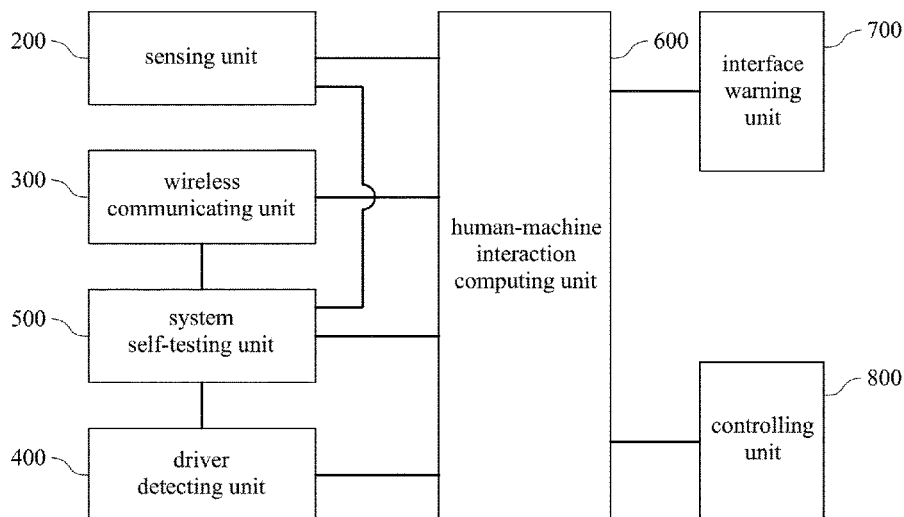 200
sensing unit
300
wireless
communicating unit
500
system
self-testing unit
400
driver
detecting unit
600
human-machine
interaction
computing unit
700
interface
warning
unit
800
controlling
unit